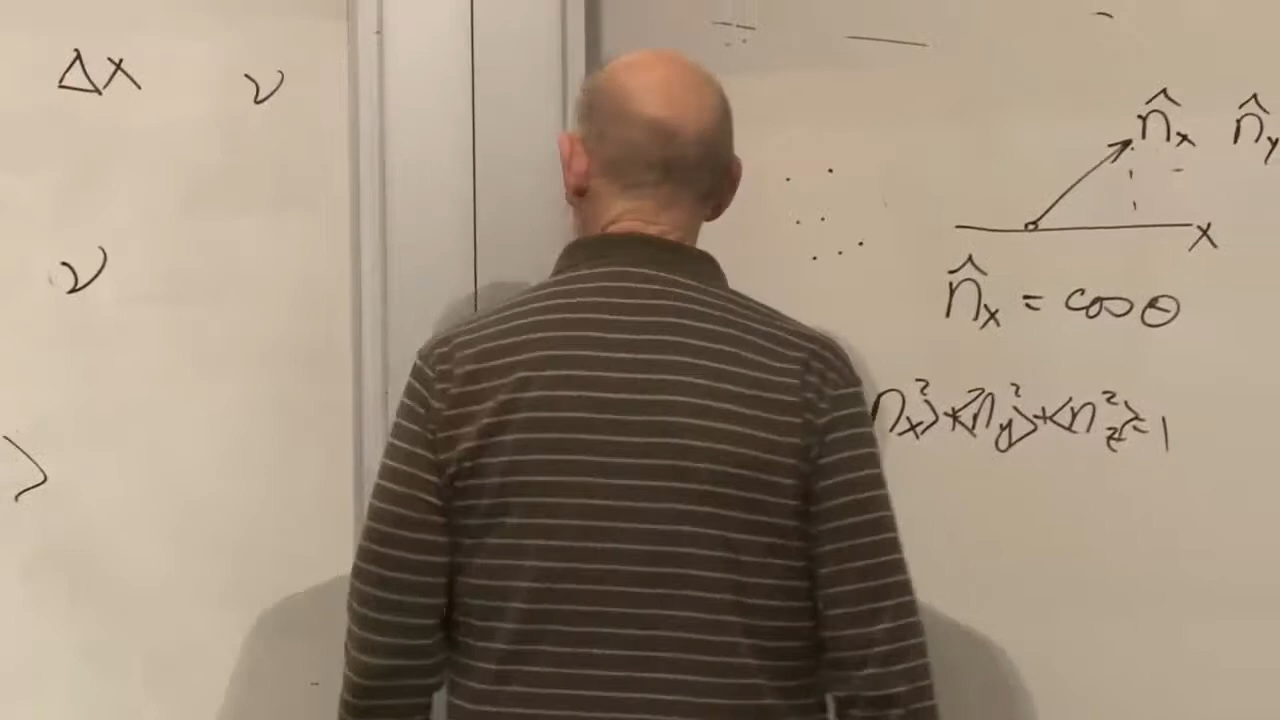 Δx ν
ν
>
n̂x n̂y
x
n̂x = cos θ
nx²>+<ny²>+<nz²>=1